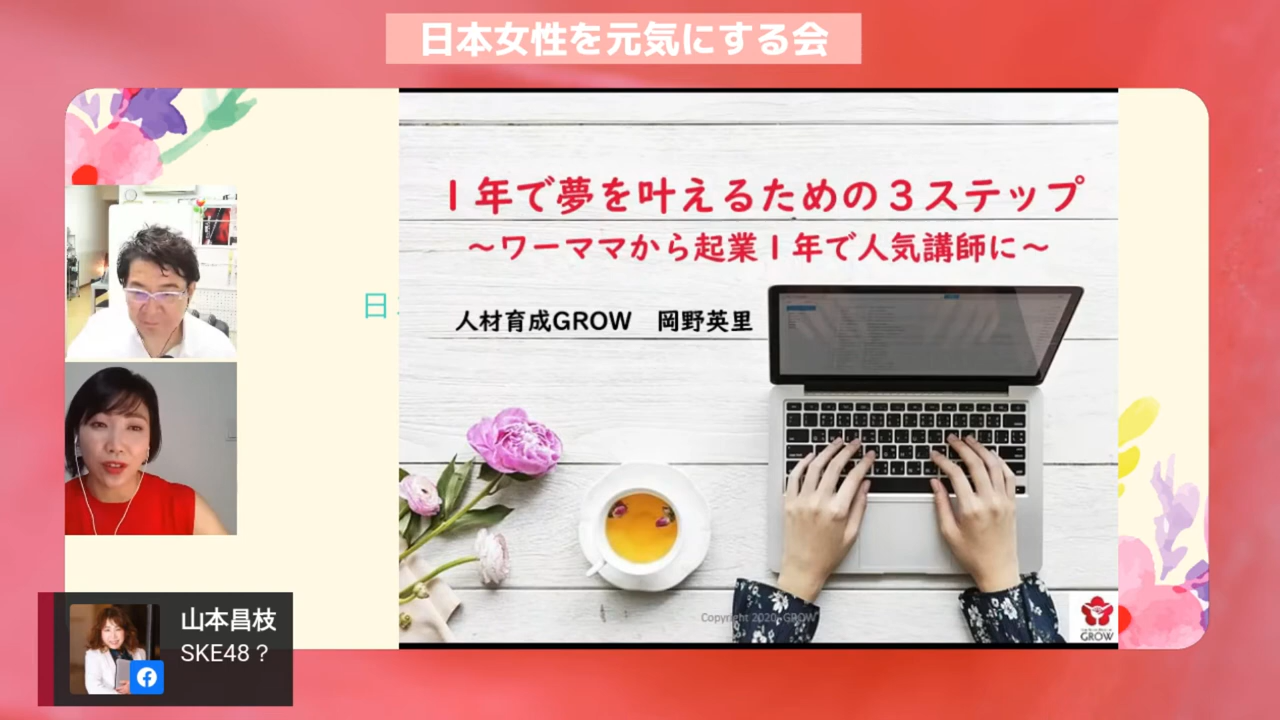 日本女性を元気にする会
1年で夢を叶えるための3ステップ
～ワーママから起業1年で人気講師に～
日
人材育成GROW 岡野英里
Copyright 2020 GROW
GROW
山本昌枝
SKE48？